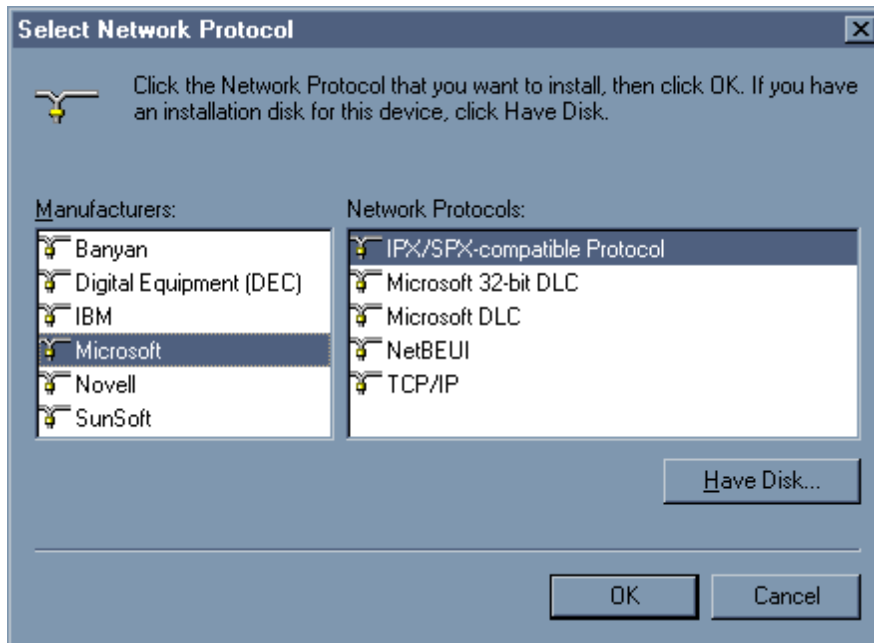 Select Network Protocol
Click the Network Protocol that you want to install, then click OK. If you have
an installation disk for this device, click Have Disk.
Manufacturers:
Banyan
Digital Equipment (DEC)
IBM
Microsoft
Novell
SunSoft
Network Protocols:
IPX/SPX-compatible Protocol
Microsoft 32-bit DLC
Microsoft DLC
NetBEUI
TCP/IP
Have Disk...
OK
Cancel